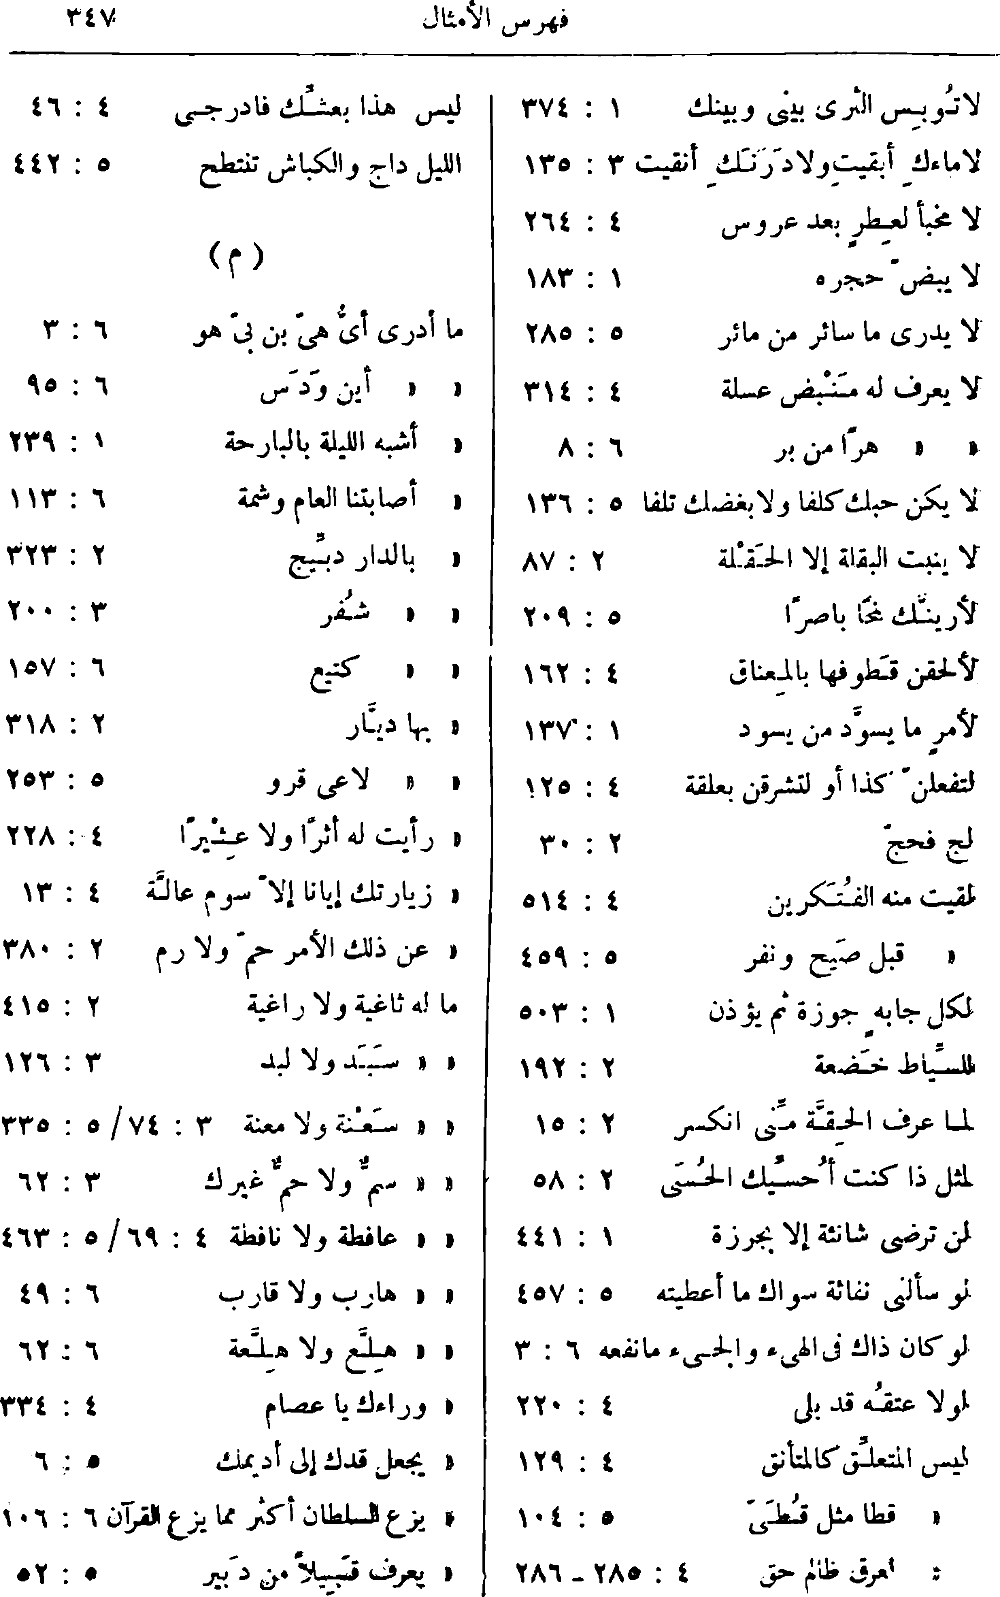 فهرس الأمثال ٣٤٧
لا تُوبِس الثرى بينى وبينك ١ : ٣٧٤
لاماءكِ أبقيتِ ولادَرَنَكِ أنقيت ٣ : ١٣٥
لا مخبأ لعِطرٍ بعد عروس ٤ : ٢٦٤
لا يبضّ حجره ١ : ١٨٣
لا يدرى ما سائر من مائر ٥ : ٢٨٥
لا يعرف له مَنْبِض عسلة ٤ : ٣١٤
» » هرًّا من بر ٦ : ٨
لا يكن حبك كلفا ولا بغضك تلفا ٥ : ١٣٦
لا ينبت البقلة إلا الحَقْلة ٢ : ٨٧
لأرينّك لمحًا باصرًا ٥ : ٢٠٩
لألحقن قَطوفها بالمِعناق ٤ : ١٦٢
لأمرٍ ما يسوَّد من يسود ١ : ١٣٧
لتفعلنّ كذا أو لتشرقن بعلقة ٤ : ١٢٥
لج فحجّ ٢ : ٣٠
لقيت منه الفُتَكرين ٤ : ٥١٤
» قبل صَيح ونفر ٥ : ٤٥٩
لكل جابهٍ جوزة ثم يؤذن ١ : ٥٠٣
للسِّياط خَضعة ٢ : ١٩٢
لما عرف الحِقَّة مِنّى انكسر ٢ : ١٥
لمثل ذا كنت أُحسيّك الحُسَى ٢ : ٥٨
لن ترضى شانئة إلا بجرزة ١ : ٤٤١
لو سألنى نفاثة سواك ما أعطيته ٥ : ٤٥٧
لو كان ذاك فى الهىء والجىء مانفعه ٦ : ٣
لولا عتقُه قد بلى ٤ : ٢٢٠
ليس المتعلّق كالمتأنق ٤ : ١٢٩
» قطا مثل قُطَىّ ٥ : ١٠٤
: لعرق ظالم حق ٤ : ٢٨٥ ـ ٢٨٦
ليس هذا بعشّك فادرجى ٤ : ٤٦
الليل داج والكباش تنتطح ٥ : ٤٤٢
(م)
ما أدرى أىُّ هىّ بن بىّ هو ٦ : ٣
» » أين وَدَس ٦ : ٩٥
» أشبه الليلة بالبارحة ١ : ٢٣٩
» أصابتنا العام وشمة ٦ : ١١٣
» بالدار دبّيج ٢ : ٣٢٣
» » شُفر ٣ : ٢٠٠
» » كتيع ٦ : ١٥٧
» بها ديَّار ٢ : ٣١٨
» » لاعى قرو ٥ : ٢٥٣
» رأيت له أثرًا ولا عِثْيرًا ٤ : ٢٢٨
» زيارتك إيانا إلاّ سوم عالَّة ٤ : ١٣
» عن ذلك الأمر حمّ ولا رم ٢ : ٣٨٠
ما له ثاغية ولا راغية ٢ : ٤١٥
» » سَبَد ولا لبد ٣ : ١٢٦
» » سَعْنة ولا معنة ٣ : ٧٤/ ٥ : ٣٣٥
» » سمٌّ ولا حمٌّ غيرك ٣ : ٦٢
» » عافطة ولا نافطة ٤ : ٦٩/ ٥ : ٤٦٣
» » هارب ولا قارب ٦ : ٤٩
» » هِلَّع ولا هِلَّعة ٦ : ٦٢
» وراءك يا عصام ٤ : ٣٣٤
» يجعل قدك إلى أديمك ٥ : ٦
» يزع السلطان أكثر مما يزع القرآن ٦ : ١٠٦
» يعرف قَبيلاً من دَبير ٥ : ٥٢